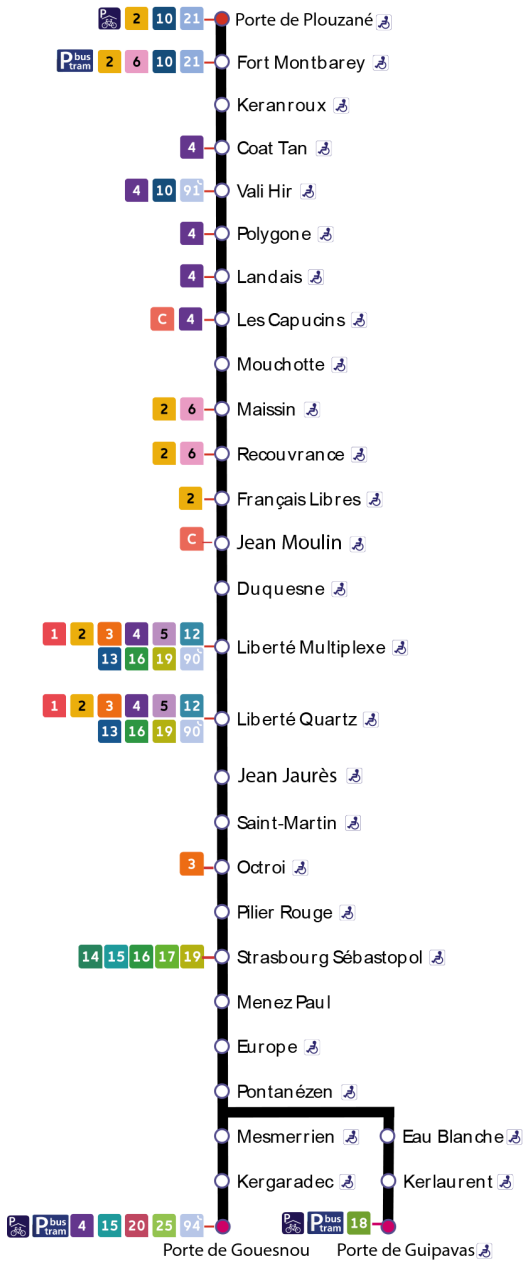 P 2 10 21 Porte de Plouzané
P bus tram 2 6 10 21 Fort Montbarey
Keranroux
4 Coat Tan
4 10 91 Vali Hir
4 Polygone
4 Landais
C 4 Les Capucins
Mouchotte
2 6 Maissin
2 6 Recouvrance
2 Français Libres
C Jean Moulin
Duquesne
1 2 3 4 5 12
13 16 19 90
Liberté Multiplexe
1 2 3 4 5 12
13 16 19 90
Liberté Quartz
Jean Jaurès
Saint-Martin
3 Octroi
Pilier Rouge
14 15 16 17 19 Strasbourg Sébastopol
Menez Paul
Europe
Pontanézen
Mesmerrien Eau Blanche
Kergaradec Kerlaurent
P P bus tram 4 15 20 25 94 P P bus tram 18
Porte de Gouesnou Porte de Guipavas